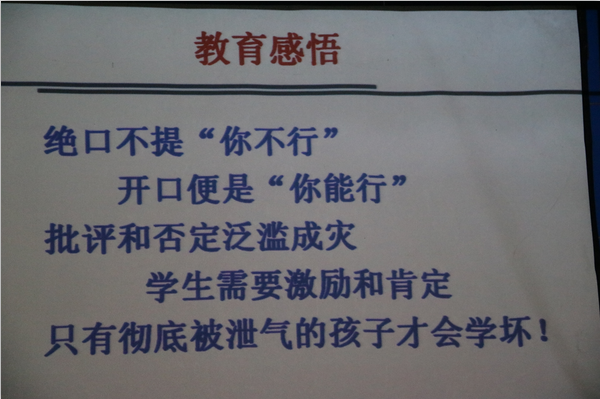 教育感悟
绝口不提“你不行”
开口便是“你能行”
批评和否定泛滥成灾
学生需要激励和肯定
只有彻底被泄气的孩子才会学坏！